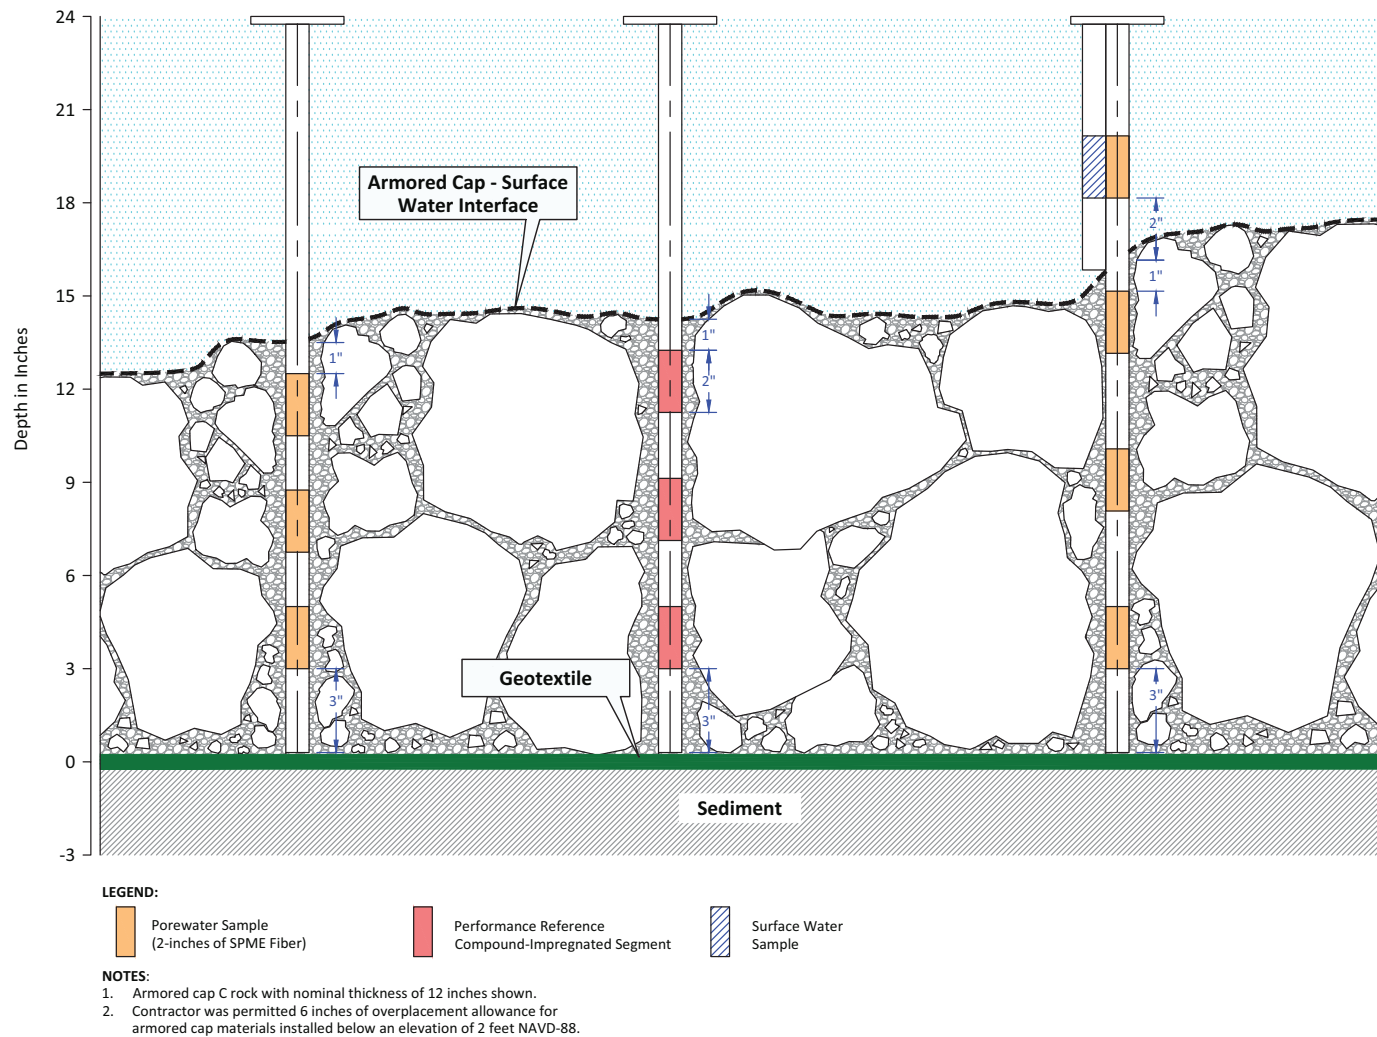 24
21
18
15
12
9
6
3
0
-3
Depth in Inches
Armored Cap - Surface
Water Interface
1"
3"
1"
2"
3"
2"
1"
3"
Geotextile
Sediment
LEGEND:
Porewater Sample
(2-inches of SPME Fiber)
Performance Reference
Compound-Impregnated Segment
Surface Water
Sample
NOTES:
1. Armored cap C rock with nominal thickness of 12 inches shown.
2. Contractor was permitted 6 inches of overplacement allowance for
armored cap materials installed below an elevation of 2 feet NAVD-88.